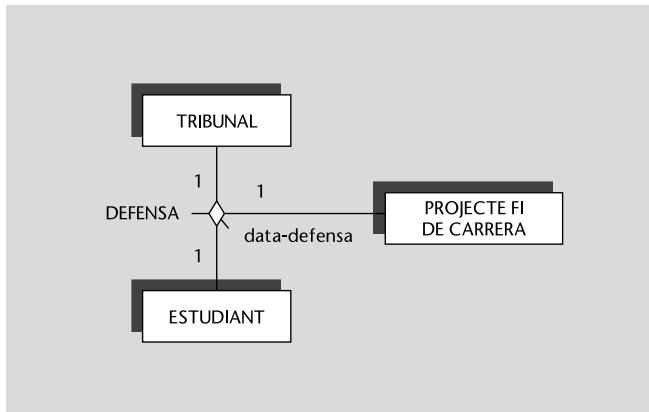 TRIBUNAL
1
1
DEFENSA
PROJECTE FI
DE CARRERA
data-defensa
1
ESTUDIANT